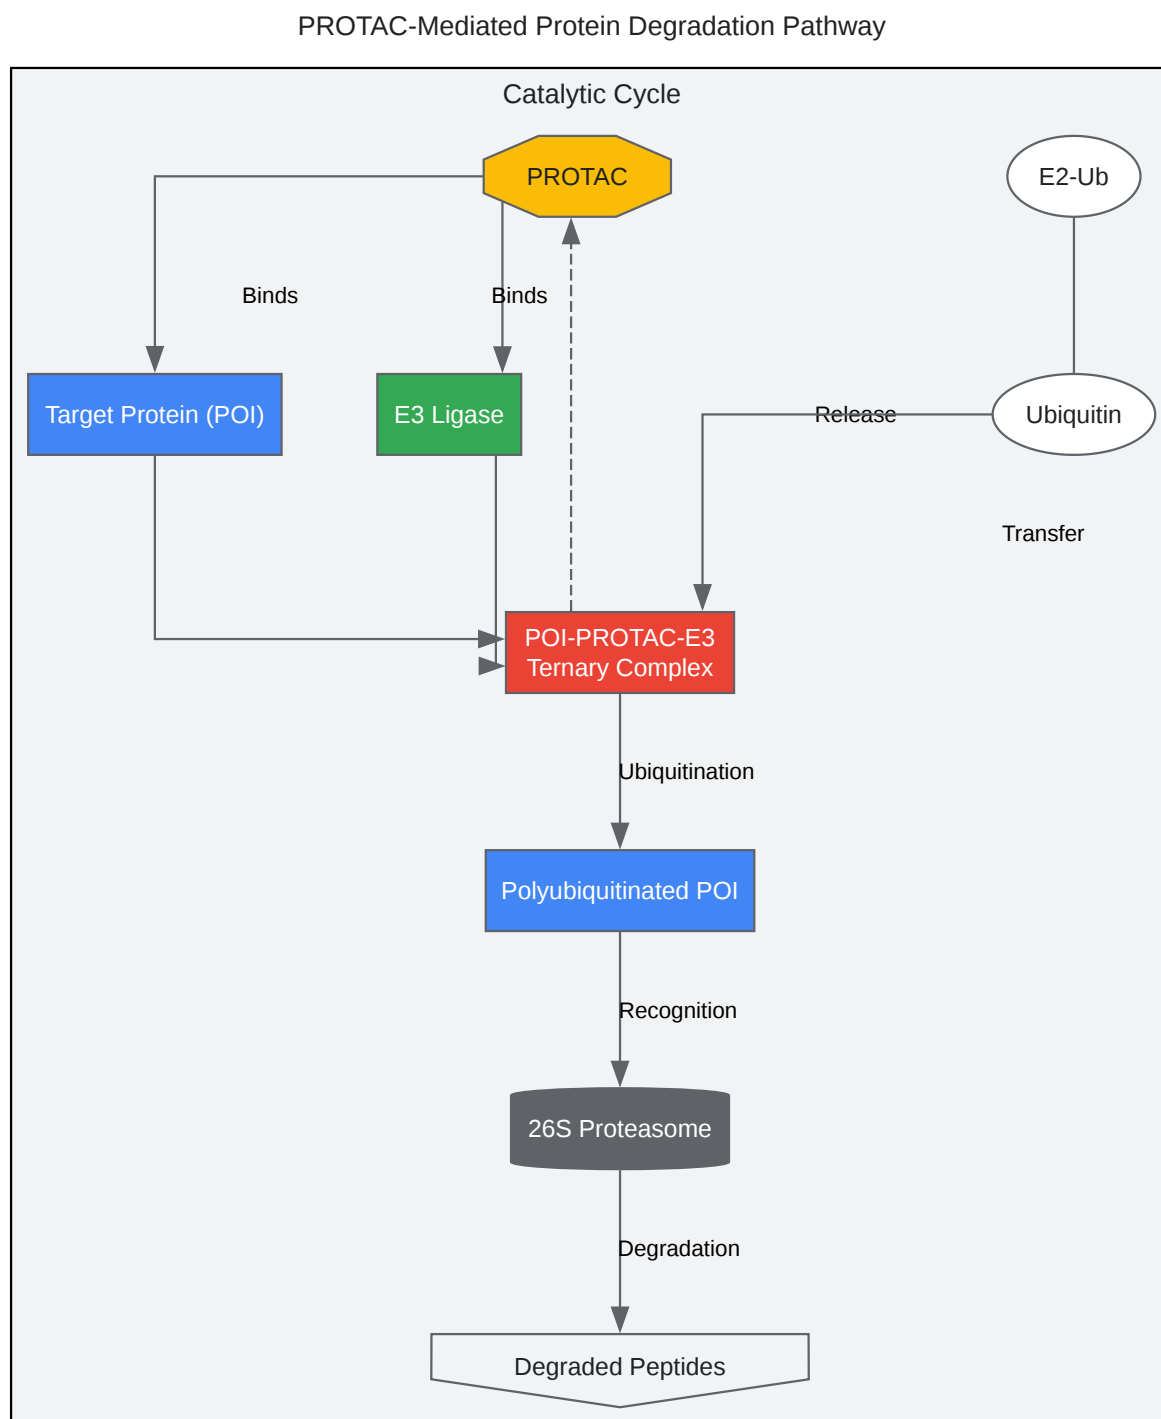 PROTAC-Mediated Protein Degradation Pathway
Catalytic Cycle
PROTAC
E2-Ub
Binds
Binds
Target Protein (POI)
E3 Ligase
Release
Ubiquitin
Transfer
POI-PROTAC-E3
Ternary Complex
Ubiquitination
Polyubiquitinated POI
Recognition
26S Proteasome
Degradation
Degraded Peptides